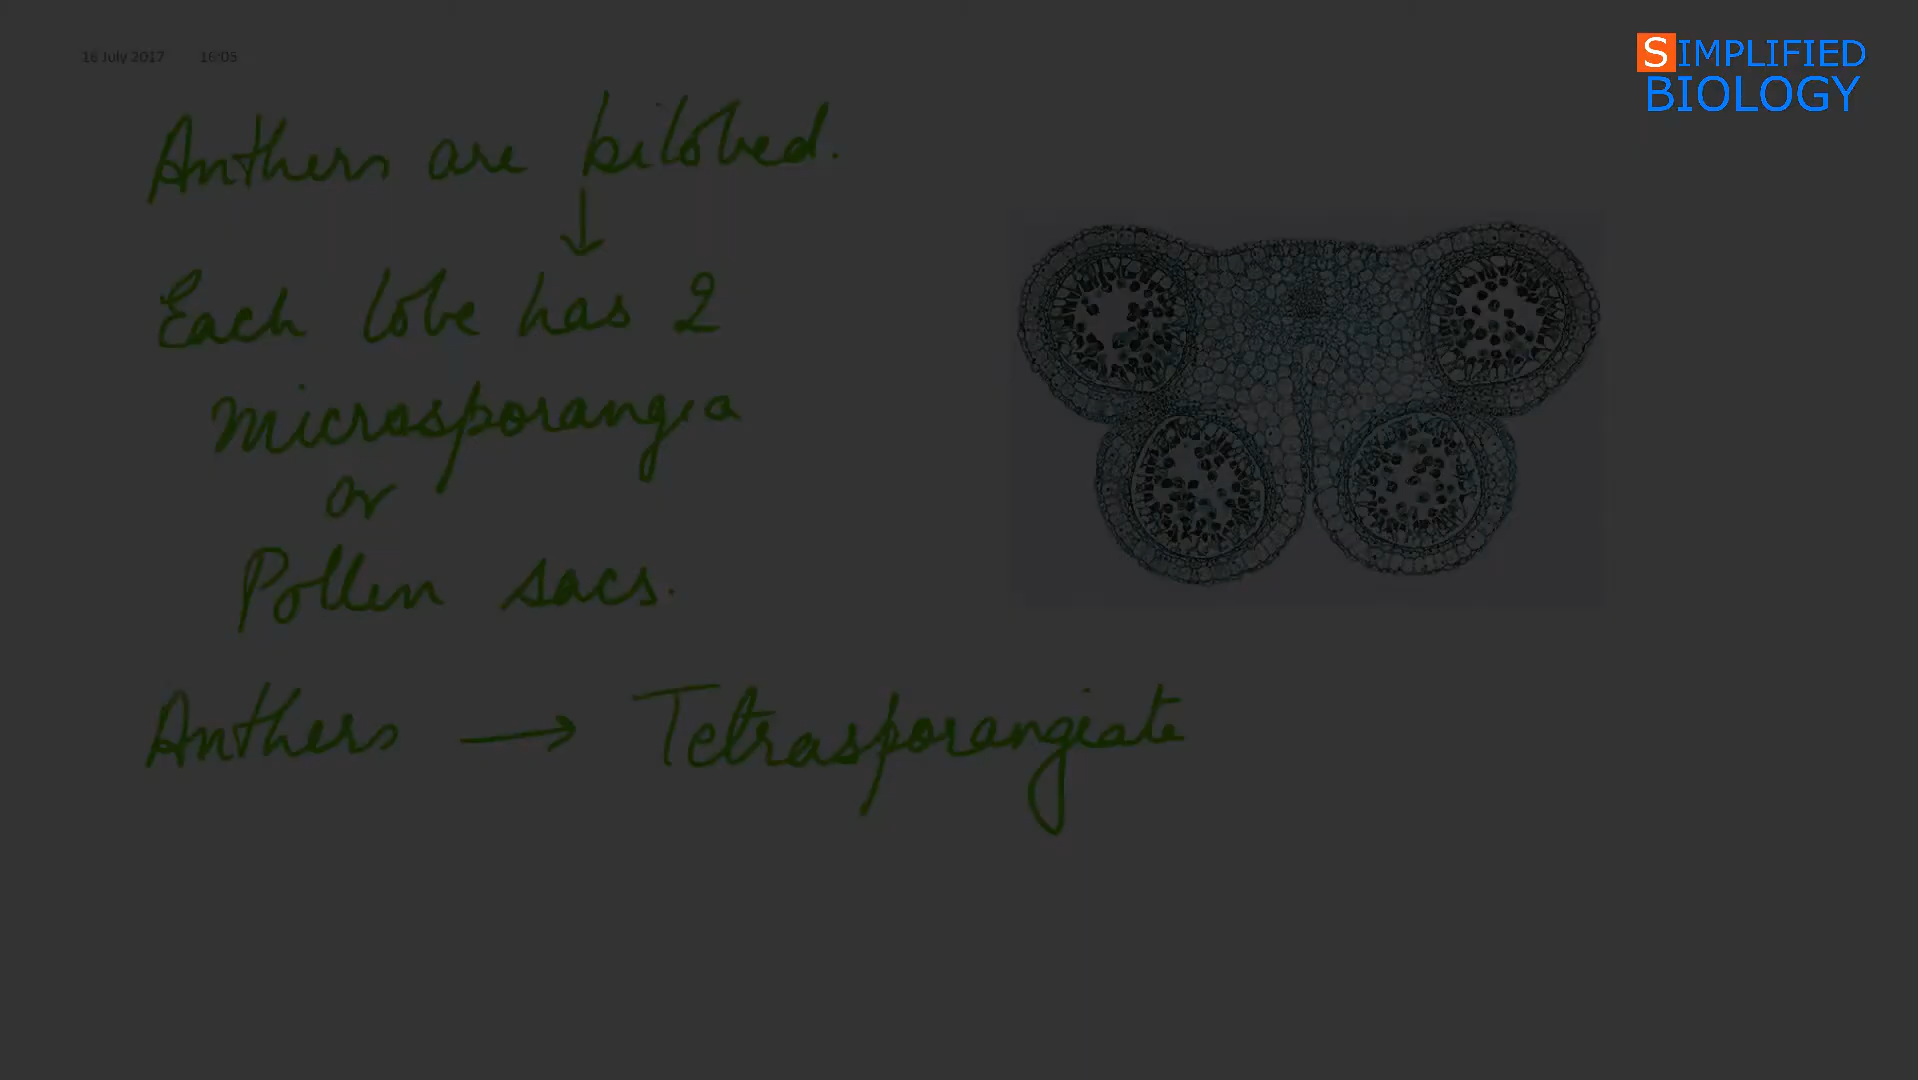 16 July 2017 16:05
SIMPLIFIED
BIOLOGY
Anthers are bilobed.
↓
Each lobe has 2
microsporangia
or
Pollen sacs.
Anthers → Tetrasporangiate